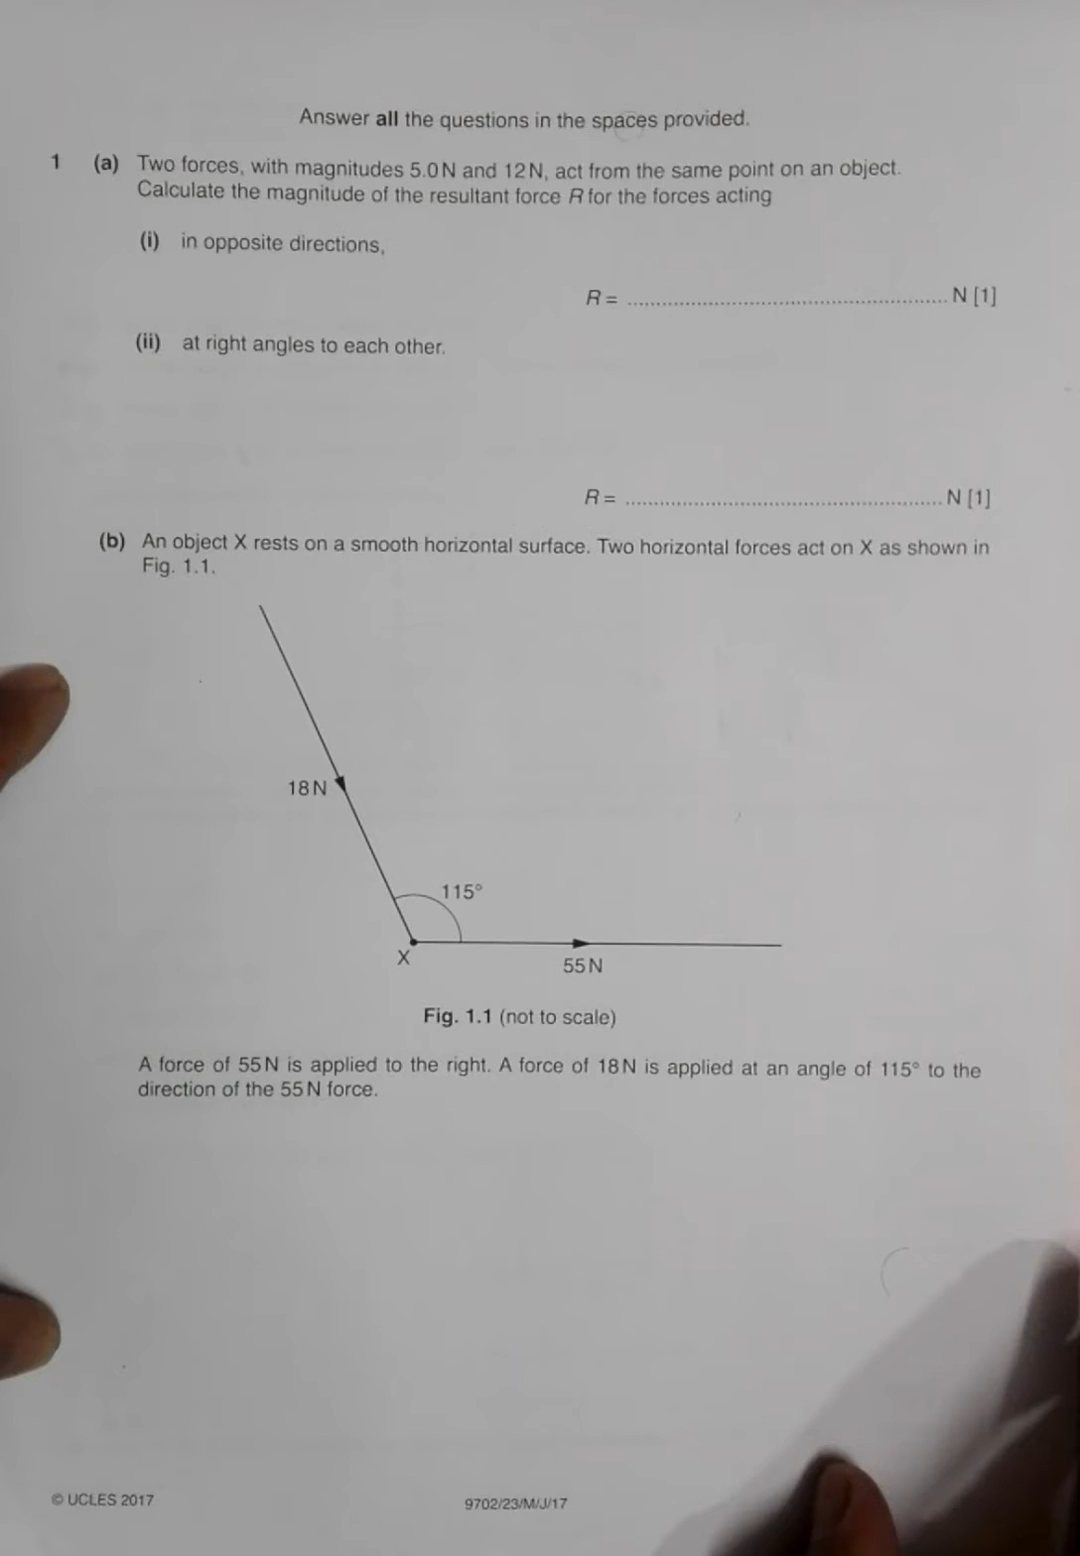 Answer all the questions in the spaces provided.
1 (a) Two forces, with magnitudes 5.0 N and 12 N, act from the same point on an object.
Calculate the magnitude of the resultant force R for the forces acting
(i) in opposite directions,
R = ........................................................ N [1]
(ii) at right angles to each other.
R = ........................................................ N [1]
(b) An object X rests on a smooth horizontal surface. Two horizontal forces act on X as shown in
Fig. 1.1.
18 N
115°
X
55 N
Fig. 1.1 (not to scale)
A force of 55 N is applied to the right. A force of 18 N is applied at an angle of 115° to the
direction of the 55 N force.
© UCLES 2017
9702/23/M/J/17